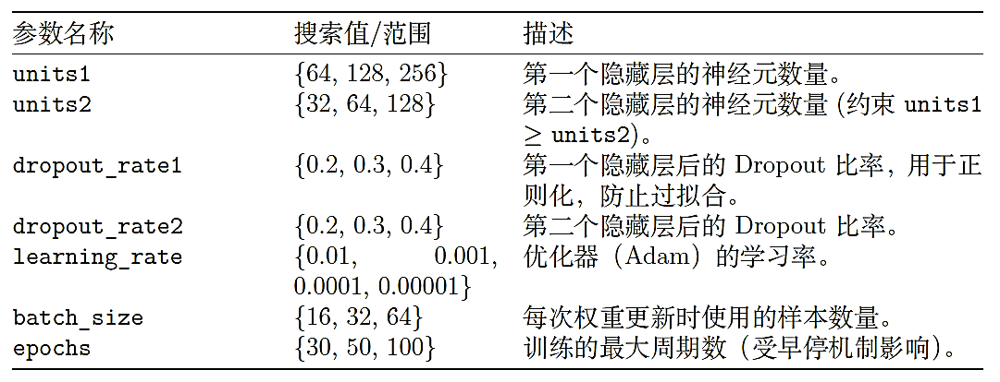 参数名称 搜索值/范围 描述
units1 {64, 128, 256} 第一个隐藏层的神经元数量。
units2 {32, 64, 128} 第二个隐藏层的神经元数量 (约束 units1
≥ units2)。
dropout_rate1 {0.2, 0.3, 0.4} 第一个隐藏层后的 Dropout 比率，用于正
则化，防止过拟合。
dropout_rate2 {0.2, 0.3, 0.4} 第二个隐藏层后的 Dropout 比率。
learning_rate {0.01, 0.001, 优化器（Adam）的学习率。
0.0001, 0.00001}
batch_size {16, 32, 64} 每次权重更新时使用的样本数量。
epochs {30, 50, 100} 训练的最大周期数（受早停机制影响）。